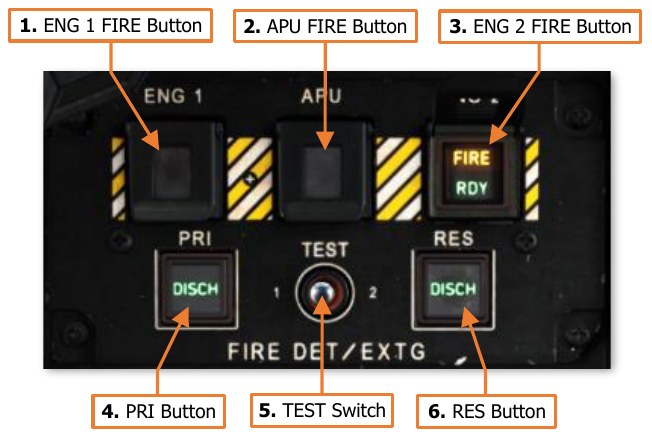 1. ENG 1 FIRE Button
2. APU FIRE Button
3. ENG 2 FIRE Button
ENG 1
APU
FIRE
RDY
PRI
TEST
RES
DISCH
1
2
DISCH
FIRE DET/EXTG
4. PRI Button
5. TEST Switch
6. RES Button